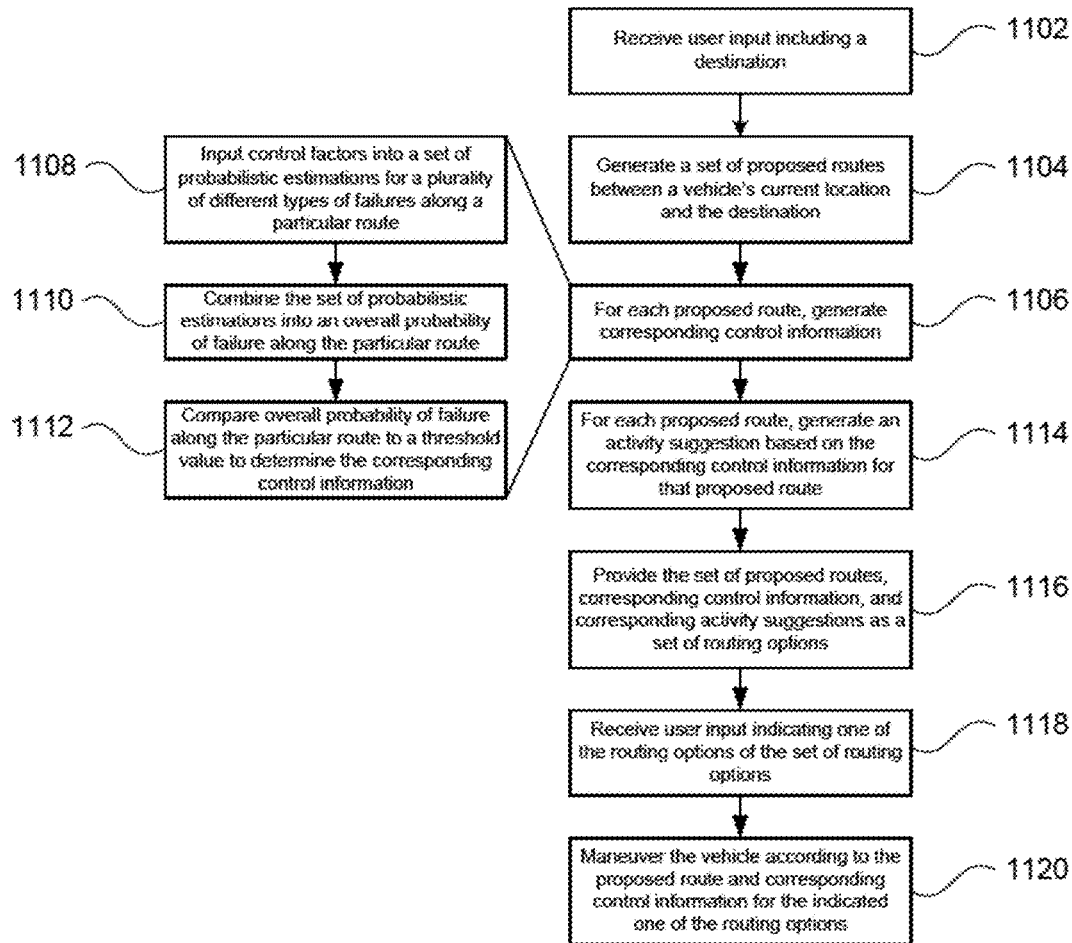 Receive user input including a
destination
1102
Generate a set of proposed routes
between a vehicle's current location
and the destination
1104
For each proposed route, generate
corresponding control information
1106
1108
Input control factors into a set of
probabilistic estimations for a plurality
of different types of failures along a
particular route
1110
Combine the set of probabilistic
estimations into an overall probability
of failure along the particular route
1112
Compare overall probability of failure
along the particular route to a threshold
value to determine the corresponding
control information
For each proposed route, generate an
activity suggestion based on the
corresponding control information for
that proposed route
1114
Provide the set of proposed routes,
corresponding control information, and
corresponding activity suggestions as a
set of routing options
1116
Receive user input indicating one of
the routing options of the set of routing
options
1118
Maneuver the vehicle according to the
proposed route and corresponding
control information for the indicated
one of the routing options
1120